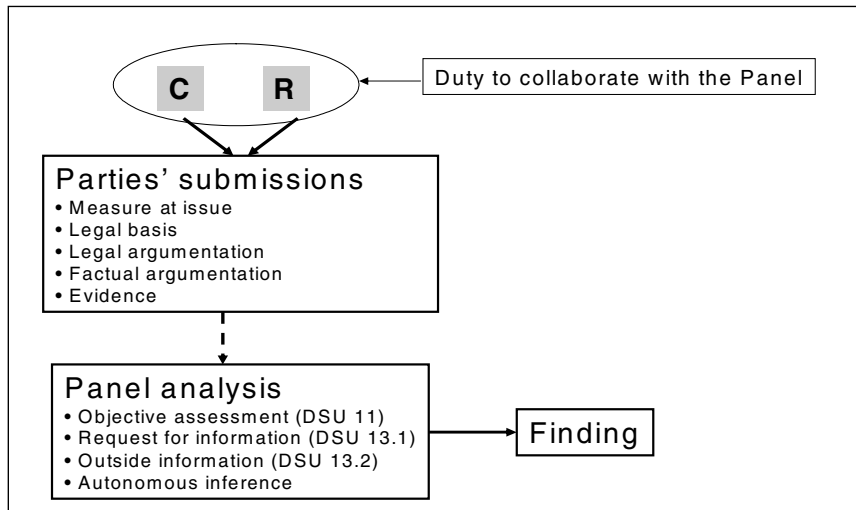 C R
Duty to collaborate with the Panel
Parties’ submissions
• Measure at issue
• Legal basis
• Legal argumentation
• Factual argumentation
• Evidence
Panel analysis
• Objective assessment (DSU 11)
• Request for information (DSU 13.1)
• Outside information (DSU 13.2)
• Autonomous inference
Finding